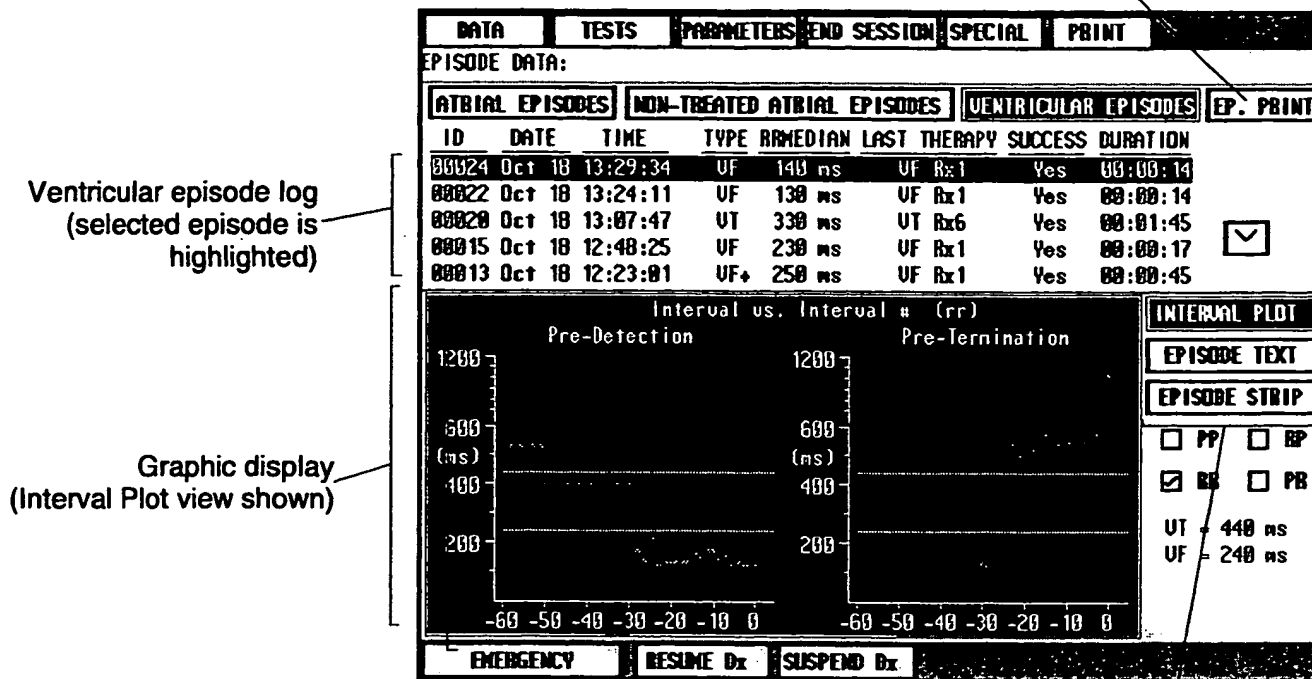 DATA TESTS PARAMETERS END SESSION SPECIAL PRINT
EPISODE DATA:
ATRIAL EPISODES NON-TREATED ATRIAL EPISODES VENTRICULAR EPISODES EP. PRINT
ID DATE TIME TYPE RRMEDIAN LAST THERAPY SUCCESS DURATION
00024 Oct 18 13:29:34 VF 140 ms VF Rx1 Yes 00:00:14
00022 Oct 18 13:24:11 VF 130 ms VF Rx1 Yes 00:00:14
00020 Oct 18 13:07:47 VT 330 ms VT Rx6 Yes 00:01:45
00015 Oct 18 12:48:25 VF 230 ms VF Rx1 Yes 00:00:17
00013 Oct 18 12:23:01 VF+ 250 ms VF Rx1 Yes 00:00:45
Ventricular episode log
(selected episode is
highlighted)
Interval vs. Interval # (rr)
Pre-Detection Pre-Termination
1200
600
(ms)
400
200
-60 -50 -40 -30 -20 -10 0
1200
600
(ms)
400
200
-60 -50 -40 -30 -20 -10 0
INTERVAL PLOT
EPISODE TEXT
EPISODE STRIP
PP RP
RR PR
VT = 440 ms
VF = 240 ms
Graphic display
(Interval Plot view shown)
EMERGENCY RESUME Dx SUSPEND Dx